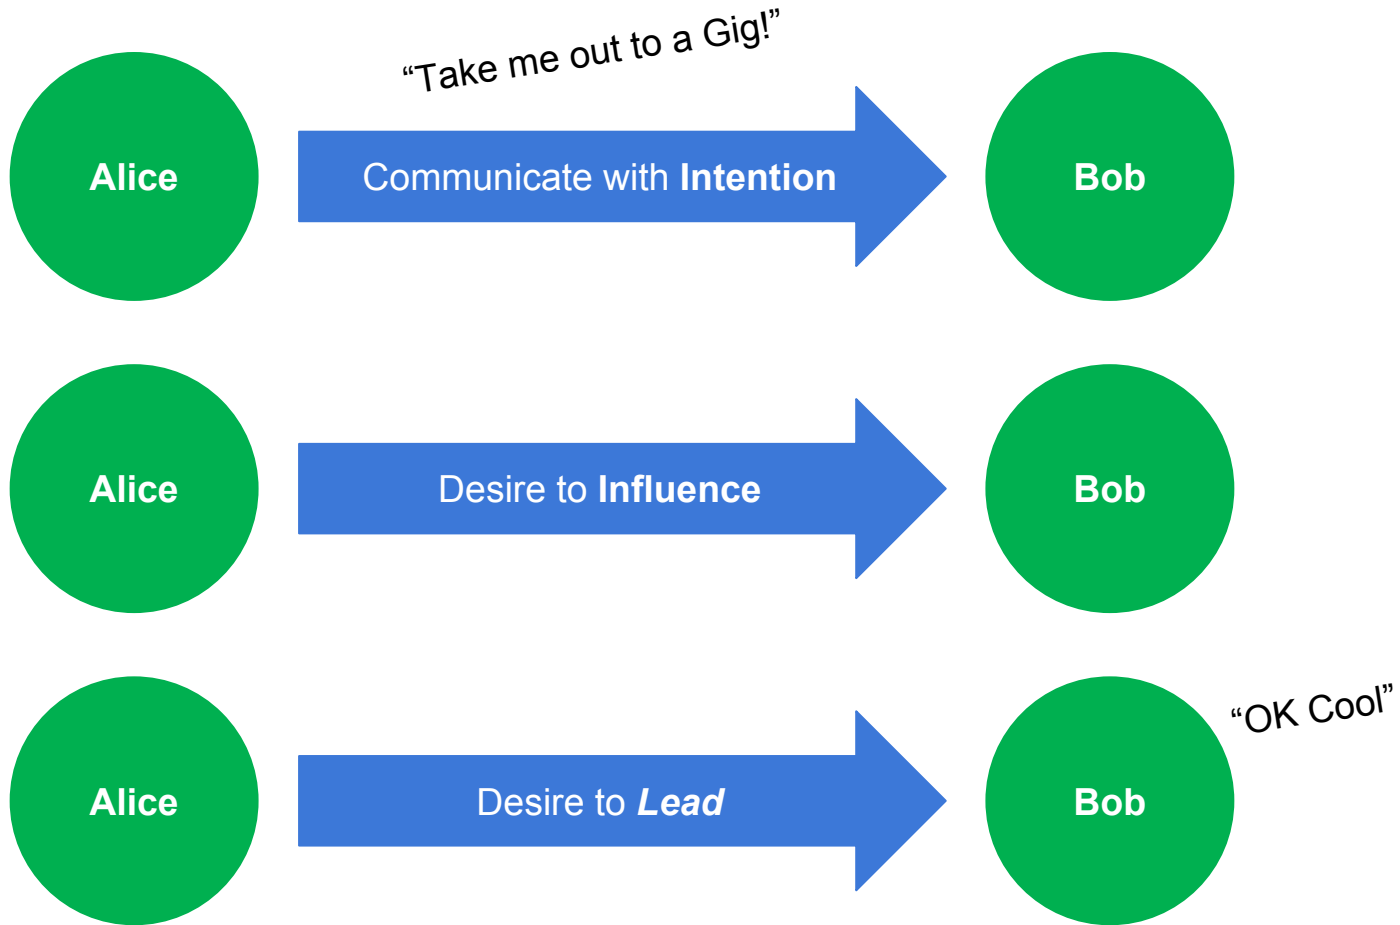 “Take me out to a Gig!”
Alice
Communicate with Intention
Bob
Alice
Desire to Influence
Bob
Alice
Desire to Lead
Bob
“OK Cool”